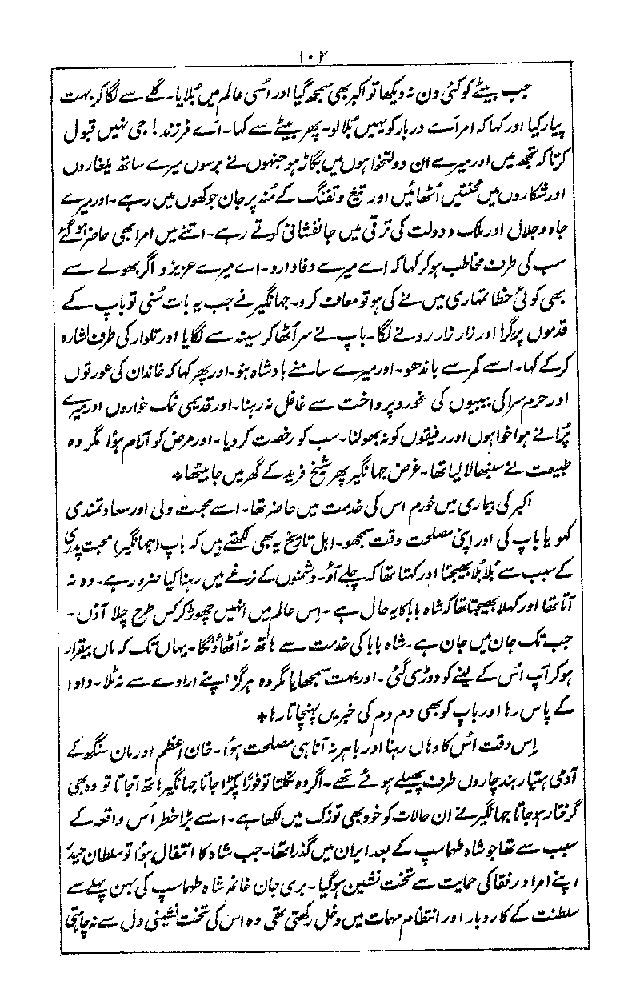 ۱۰۲
جب بیٹے کو کئی دن نہ دیکھا تو اکبر بھی سمجھ گیا اور اُسی عالم میں بُلایا۔ گلے سے لگا کر بہت
پیار کیا اور کہا کہ امراے دربار کو یہیں بُلا لو۔ پھر بیٹے سے کہا۔ اَے فرزند! جی نہیں قبول
کرتا کہ تجھ میں اور میرے ان دولتخواہوں میں بگاڑ ہو جنہوں نے برسوں میرے ساتھ یلغاروں
اور شکاروں میں محنتیں اُٹھائیں اور تیغ و تفنگ کے مُنہ پر جان جوکھوں میں رہے۔ اور میرے
جاہ و جلال اور ملک و دولت کی ترقی میں جانفشانی کرتے رہے۔ اتنے میں امرا بھی حاضر ہو گئے
سب کی طرف مخاطب ہو کر کہا کہ اے میرے وفادارو۔ اے میرے عزیزو اگر بھولے سے
بھی کوئی خطا تمہاری میں نے کی ہو تو معاف کرو۔ جہانگیر نے جب یہ بات سُنی تو باپ کے
قدموں پر گرا اور زار زار رونے لگا۔ باپ نے سر اُٹھا کر سینہ سے لگایا اور تلوار کی طرف اشارہ
کر کے کہا۔ اسے کمر سے باندھو۔ اور میرے سامنے بادشاہ ہو۔ اور پھر کہا کہ خاندان کی عورتوں
اور حرم سرا کی بیبیوں کی غور و پرداخت سے غافل نہ رہنا۔ اور قدیمی نمک خواروں اور میرے
پُرانے ہوا خواہوں اور رفیقوں کو نہ بھولنا۔ سب کو رخصت کر دیا۔ اور مرض کو آرام ہوا مگر وہ
طبیعت نے سنبھالا لیا تھا۔ غرض جہانگیر پھر شیخ فرید کے گھر میں جا بیٹھا ٭
اکبر کی بیماری میں خورم اس کی خدمت میں حاضر تھا۔ اسے محبت دلی اور سعادتمندی
کہو یا باپ کی اور اپنی مصلحت وقت سمجھو۔ اہل تاریخ یہ بھی لکھتے ہیں کہ باپ (جہانگیر) محبت پدری
کے سبب سے بُلا بُلا بھیجتا اور کہتا تھا کہ چلے آؤ۔ دشمنوں کے نرغے میں رہنا کیا ضرور ہے۔ وہ نہ
آتا تھا اور کہلا بھیجتا تھا کہ شاہ بابا کا یہ حال ہے۔ اِس عالم میں انہیں چھوڑ کر کس طرح چلا آؤں۔
جب تک جان میں جان ہے۔ شاہ بابا کی خدمت سے ہاتھ نہ اُٹھاؤنگا۔ یہاں تک کہ ماں بیقرار
ہو کر آپ اُس کے لینے کو دوڑی گئی۔ اور بہت سمجھایا مگر وہ ہرگز اپنے ارادے سے نہ ٹلا۔ دادا
کے پاس رہا اور باپ کو بھی دم دم کی خبریں پہنچاتا رہا ٭
اِس وقت اُس کا وہاں رہنا اور باہر نہ آنا ہی مصلحت ہوا۔ خان اعظم اور مان سنگھ کے
آدمی ہتیار بند چاروں طرف پھیلے ہوئے تھے۔ اگر وہ نکلتا تو فوراً پکڑا جاتا جہانگیر ہاتھ آ جاتا تو وہ بھی
گرفتار ہو جاتا جہانگیر نے ان حالات کو خود بھی توزک میں لکھا ہے۔ اسے بڑا خطر اُس واقعہ کے
سبب سے تھا جو شاہ طہماسپ کے بعد ایران میں گذرا تھا۔ جب شاہ کا انتقال ہوا تو سلطان حیدر
اپنے امرا و رفقا کی حمایت سے تخت نشین ہو گیا۔ پری جان خانم شاہ طہماسپ کی بہن پہلے سے
سلطنت کے کاروبار اور انتظام مہمات میں دخل رکھتی تھی وہ اس کی تخت نشینی دل سے نہ چاہتی